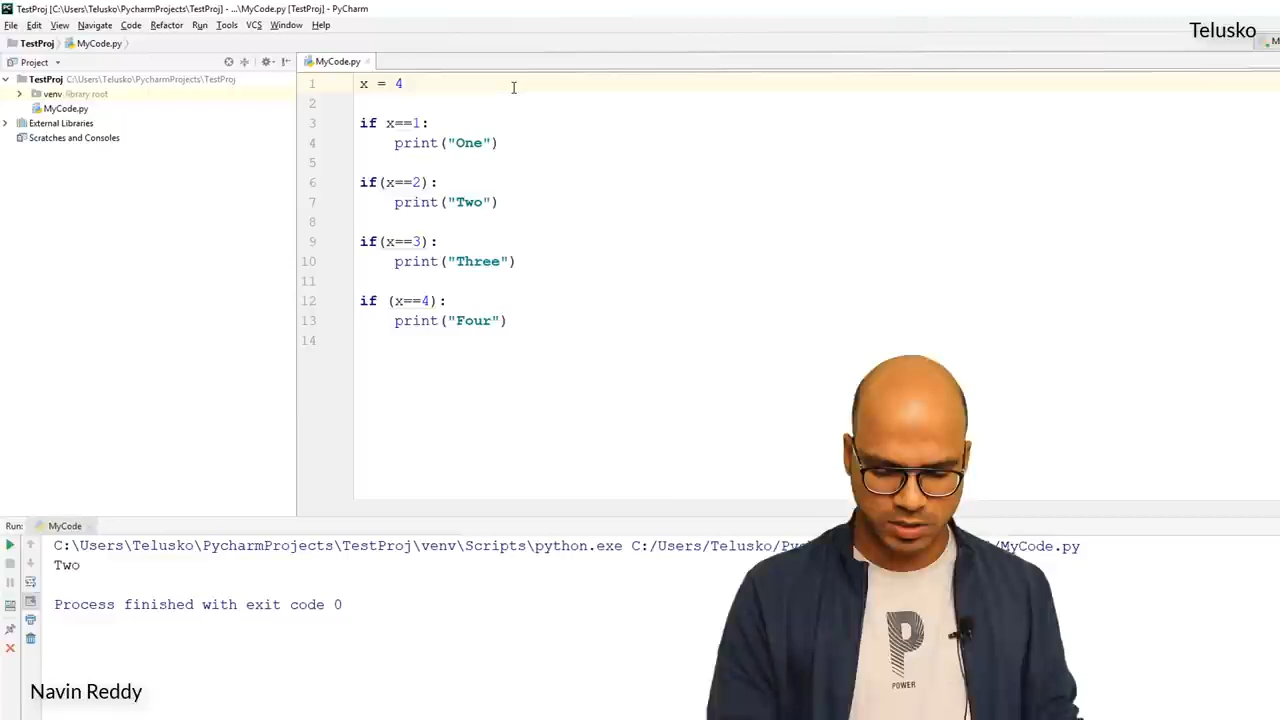 TestProj [C:\Users\Telusko\PycharmProjects\TestProj] - ...\MyCode.py [TestProj] - PyCharm
File Edit View Navigate Code Refactor Run Tools VCS Window Help
Telusko
TestProj MyCode.py
Project
MyCode.py
TestProj C:\Users\Telusko\PycharmProjects\TestProj
venv library root
MyCode.py
External Libraries
Scratches and Consoles
1 x = 4
2
3 if x==1:
4 print("One")
5
6 if(x==2):
7 print("Two")
8
9 if(x==3):
10 print("Three")
11
12 if (x==4):
13 print("Four")
14
Run: MyCode
C:\Users\Telusko\PycharmProjects\TestProj\venv\Scripts\python.exe C:/Users/Telusko/ /MyCode.py
Two
Process finished with exit code 0
P
POWER
Navin Reddy